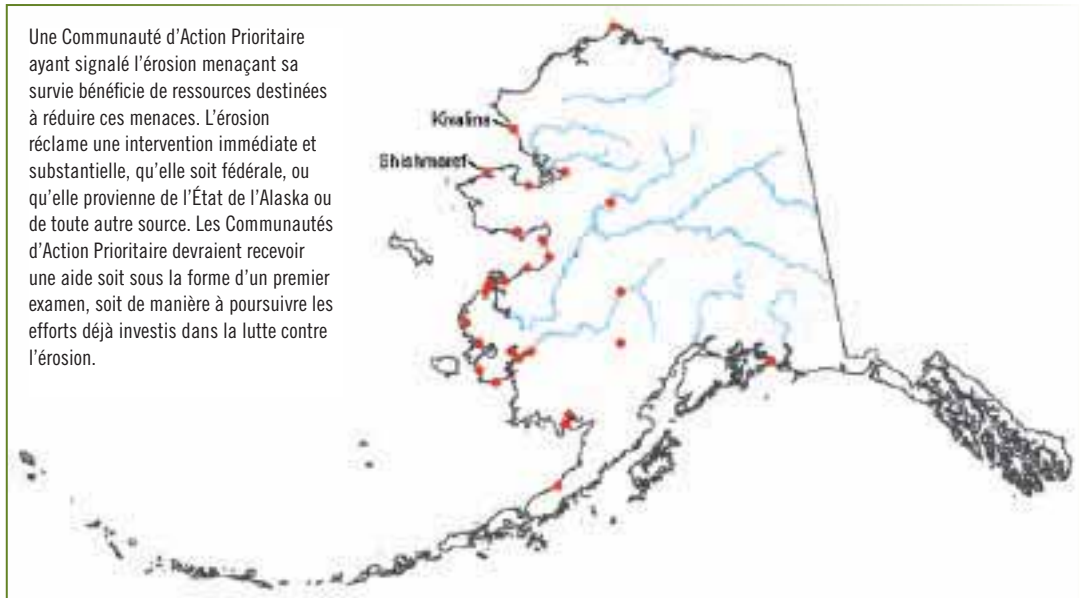 Une Communauté d’Action Prioritaire
ayant signalé l’érosion menaçant sa
survie bénéficie de ressources destinées
à réduire ces menaces. L’érosion
réclame une intervention immédiate et
substantielle, qu’elle soit fédérale, ou
qu’elle provienne de l’État de l’Alaska ou
de toute autre source. Les Communautés
d’Action Prioritaire devraient recevoir
une aide soit sous la forme d’un premier
examen, soit de manière à poursuivre les
efforts déjà investis dans la lutte contre
l’érosion.
Kivalina
Shishmaref